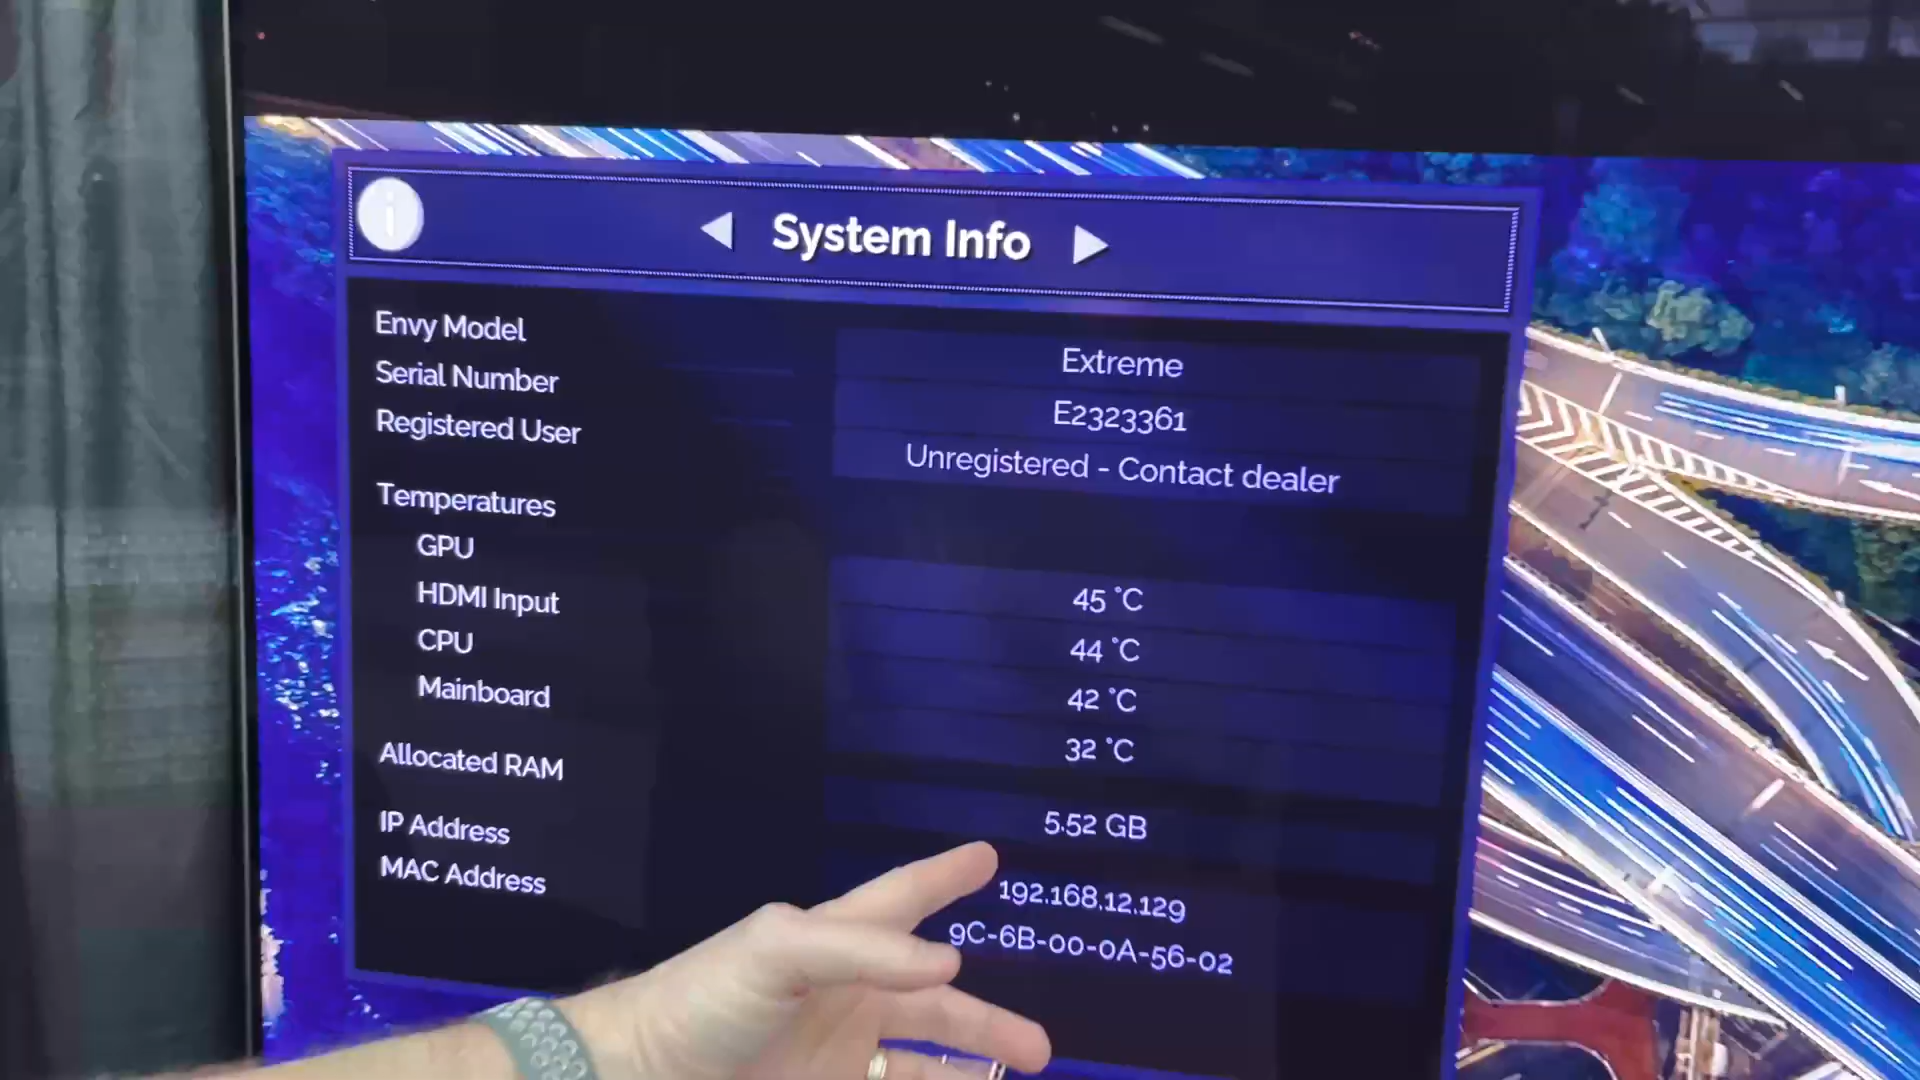 System Info
Envy Model Extreme
Serial Number E2323361
Registered User Unregistered - Contact dealer
Temperatures
GPU 45 °C
HDMI Input 44 °C
CPU 42 °C
Mainboard 32 °C
Allocated RAM 5.52 GB
IP Address 192.168.12.129
MAC Address 9C-6B-00-0A-56-02